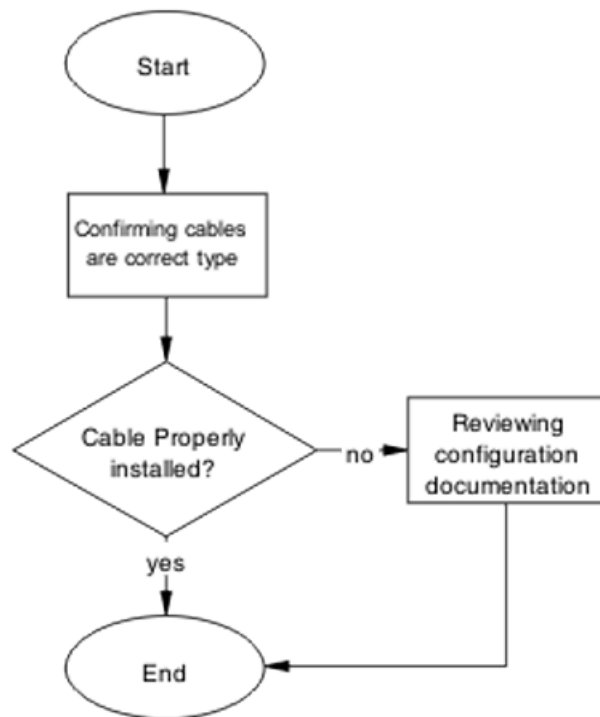 Start
Confirming cables
are correct type
Cable Properly
installed?
no
Reviewing
configuration
documentation
yes
End